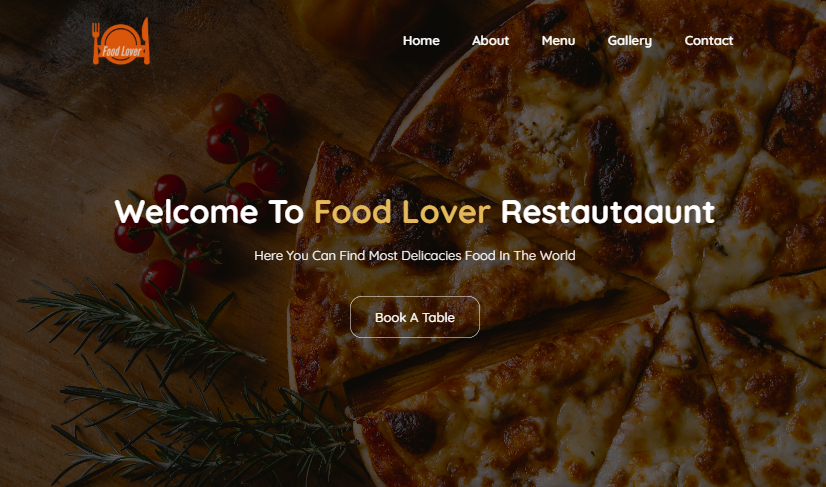 Food Lover
Home About Menu Gallery Contact
Welcome To Food Lover Restautaaunt
Here You Can Find Most Delicacies Food In The World
Book A Table